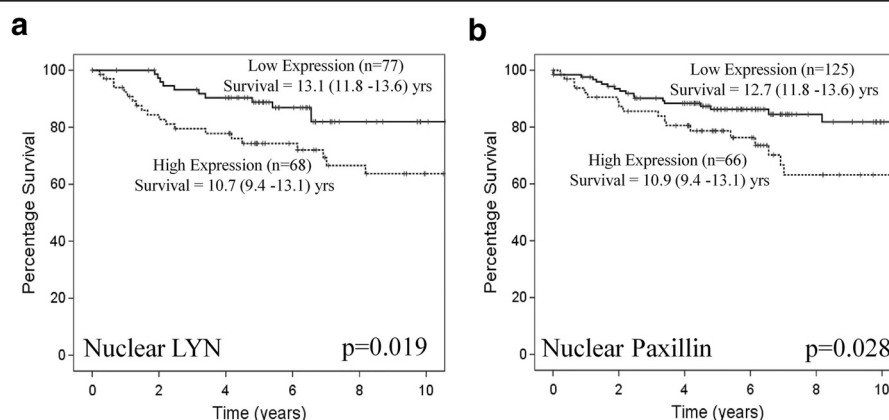 a
Low Expression (n=77)
Survival = 13.1 (11.8 -13.6) yrs
High Expression (n=68)
Survival = 10.7 (9.4 -13.1) yrs
Nuclear LYN
p=0.019
Percentage Survival
100
80
60
40
20
0
0 2 4 6 8 10
Time (years)
b
Low Expression (n=125)
Survival = 12.7 (11.8 -13.6) yrs
High Expression (n=66)
Survival = 10.9 (9.4 -13.1) yrs
Nuclear Paxillin
p=0.028
Percentage Survival
100
80
60
40
20
0
0 2 4 6 8 10
Time (years)